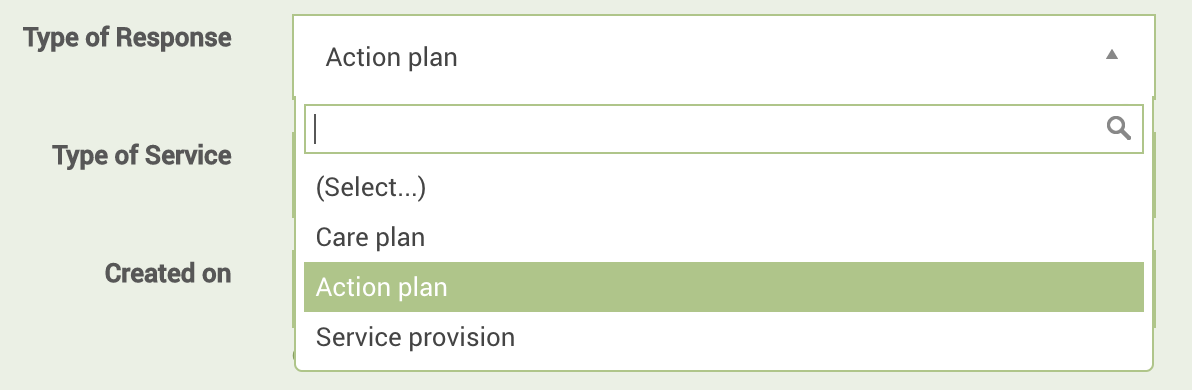 Type of Response
Action plan
Type of Service
(Select...)
Care plan
Created on
Action plan
Service provision